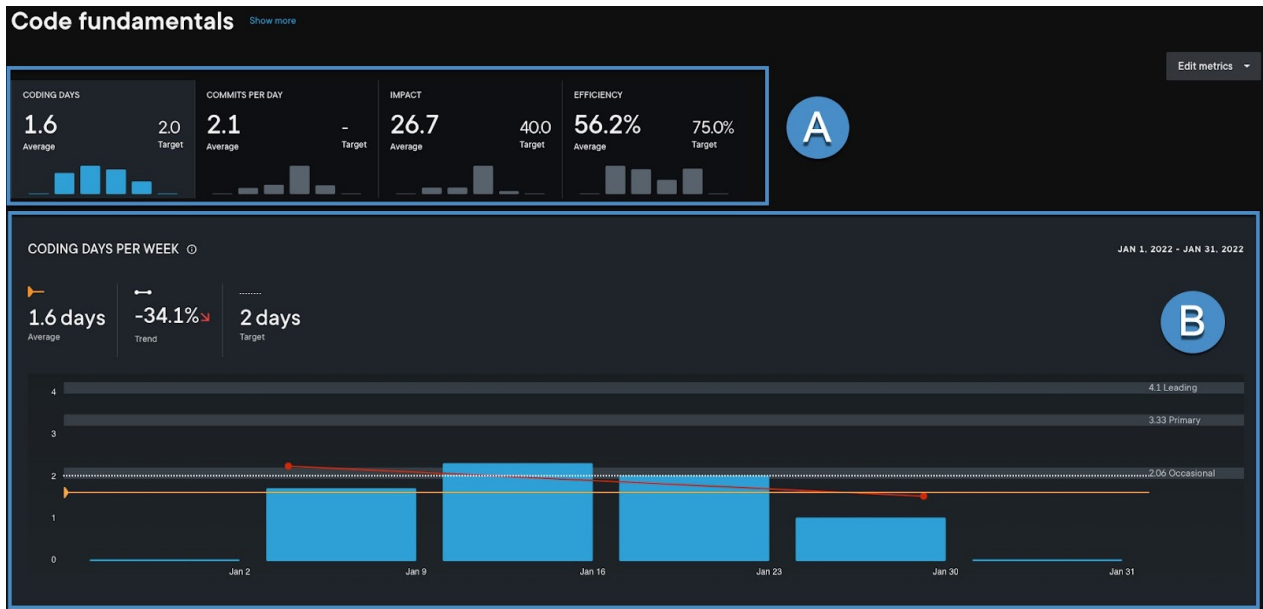 Code fundamentals Show more
Edit metrics
A
CODING DAYS
1.6 2.0
Average Target
COMMITS PER DAY
2.1 -
Average Target
IMPACT
26.7 40.0
Average Target
EFFICIENCY
56.2% 75.0%
Average Target
CODING DAYS PER WEEK
JAN 1, 2022 - JAN 31, 2022
B
1.6 days
Average
-34.1%
Trend
2 days
Target
4
4.1 Leading
3.33 Primary
3
2.06 Occasional
2
1
0
Jan 2 Jan 9 Jan 16 Jan 23 Jan 30 Jan 31